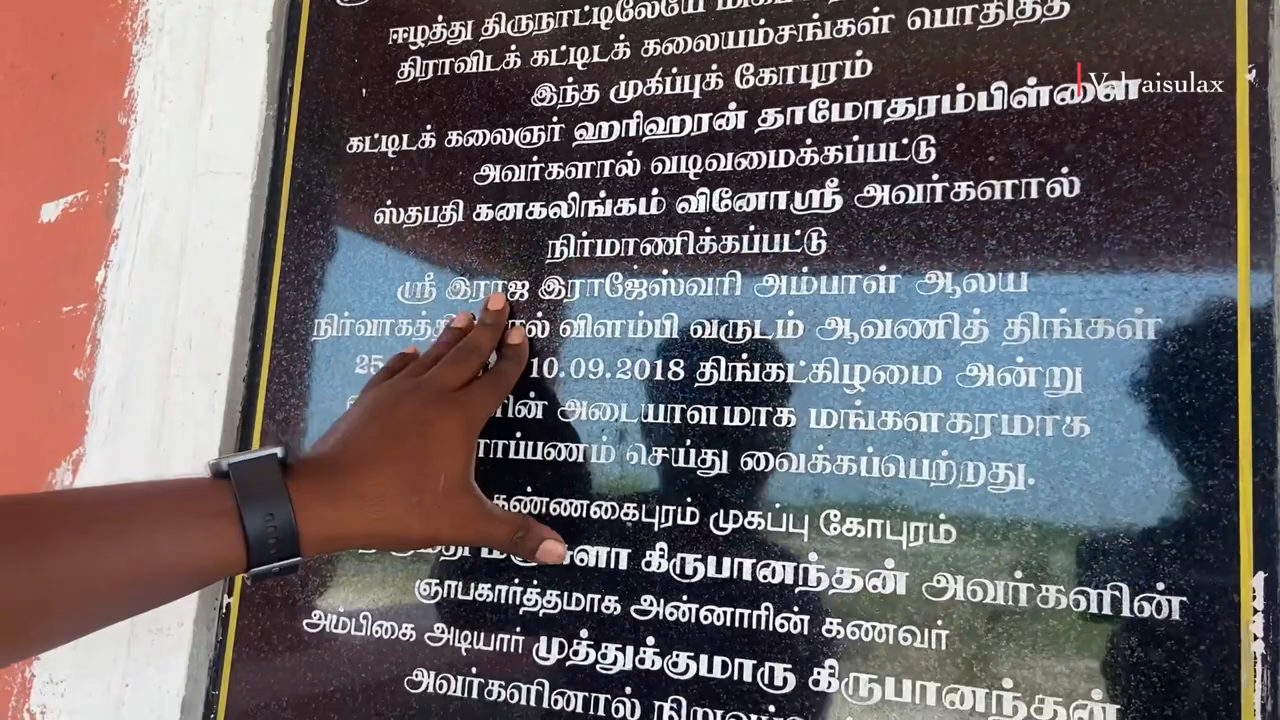 ஈழத்து திருநாட்டிலேயே
திராவிடக் கட்டிடக் கலையம்சங்கள் பொதித்த
இந்த முகப்புக் கோபுரம்
கட்டிடக் கலைஞர் ஹரிஹரன் தாமோதரம்பிள்ளை
அவர்களால் வடிவமைக்கப்பட்டு
ஸ்தபதி கனகலிங்கம் வினோஸ்ரீ அவர்களால்
நிர்மாணிக்கப்பட்டு
ஸ்ரீ இராஜ இராஜேஸ்வரி அம்பாள் ஆலய
விளம்பி வருடம் ஆவணித் திங்கள்
25 10.09.2018 திங்கட்கிழமை அன்று
அடையாளமாக மங்களகரமாக
செய்து வைக்கப்பெற்றது.
கண்ணகைபுரம் முகப்பு கோபுரம்
கிருபானந்தன் அவர்களின்
ஞாபகார்த்தமாக அன்னாரின் கணவர்
அம்பிகை அடியார் முத்துக்குமாரு கிருபானந்தன்
அவர்களினால்